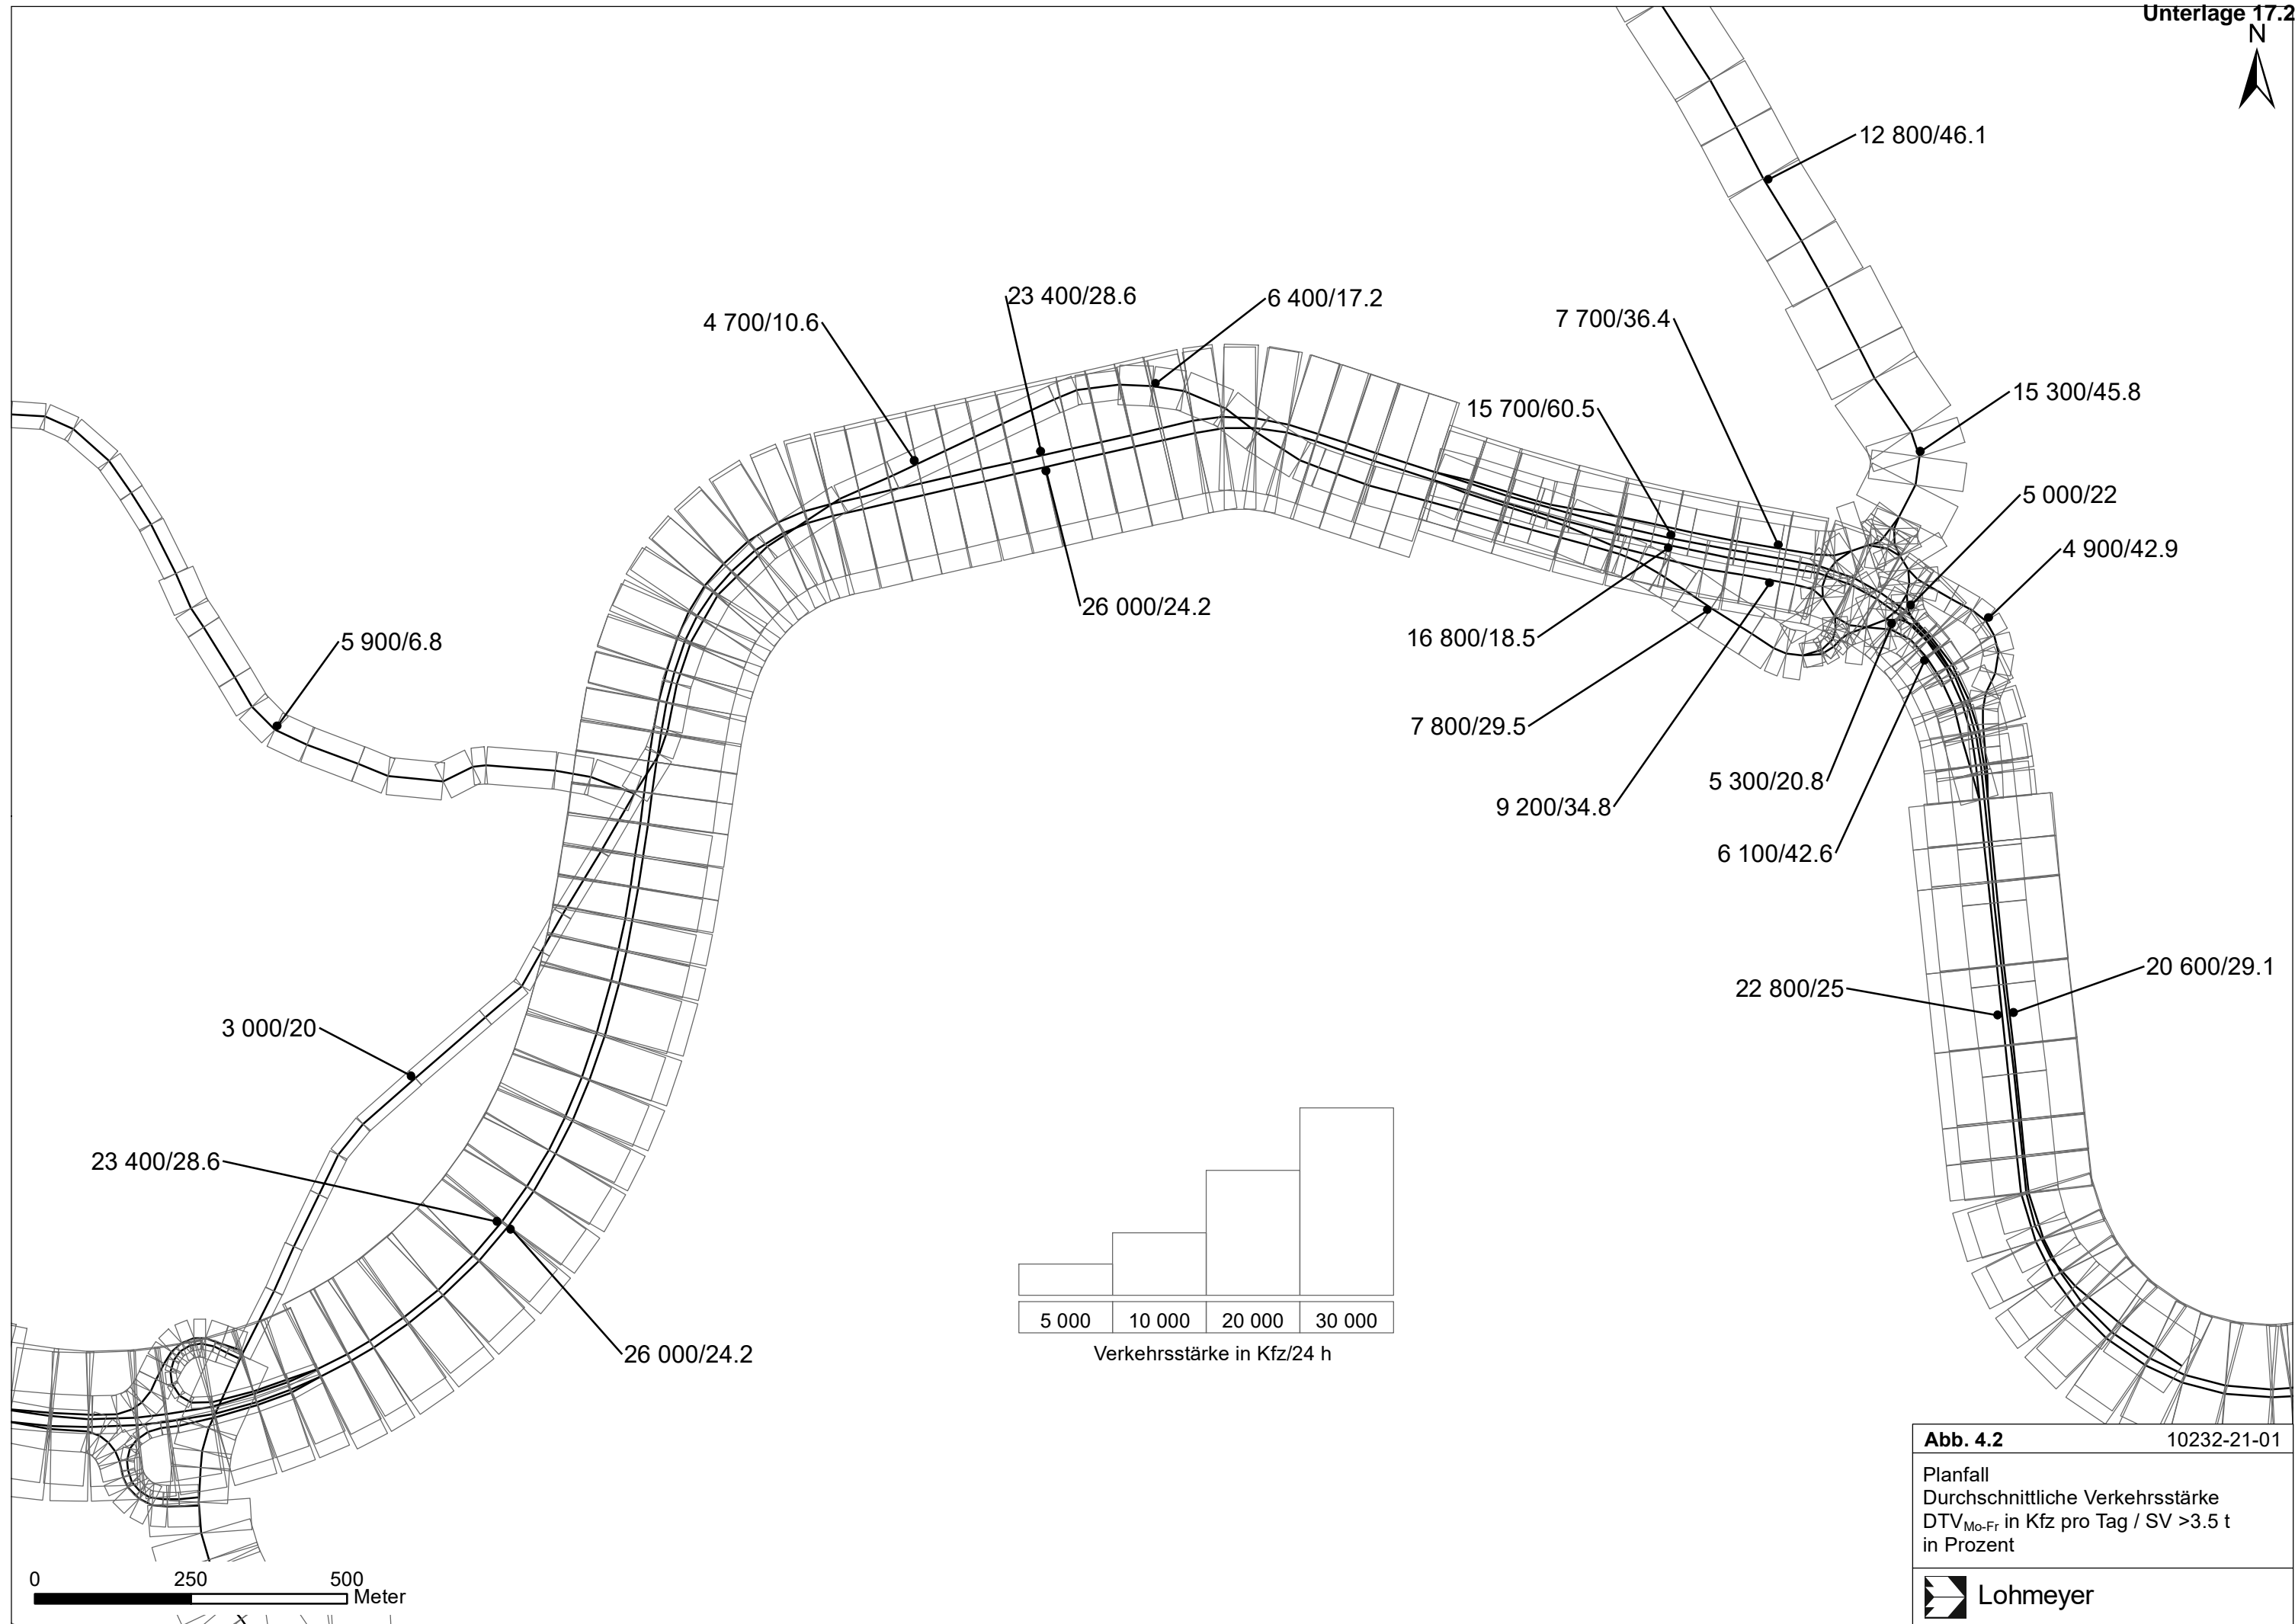 Unterlage 17.2
N
12 800/46.1
23 400/28.6
6 400/17.2
4 700/10.6
7 700/36.4
15 300/45.8
15 700/60.5
5 000/22
4 900/42.9
26 000/24.2
16 800/18.5
5 900/6.8
7 800/29.5
5 300/20.8
9 200/34.8
6 100/42.6
20 600/29.1
22 800/25
3 000/20
23 400/28.6
26 000/24.2
5 000 10 000 20 000 30 000
Verkehrsstärke in Kfz/24 h
Abb. 4.2 10232-21-01
Planfall
Durchschnittliche Verkehrsstärke
DTVMo-Fr in Kfz pro Tag / SV >3.5 t
in Prozent
Lohmeyer
0 250 500
Meter